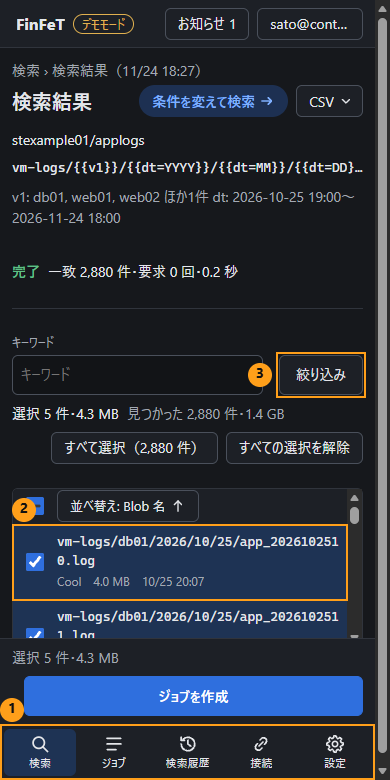 FinFeT デモモード お知らせ 1 sato@cont...
検索 › 検索結果（11/24 18:27）
検索結果 条件を変えて検索 → CSV
stexample01/applogs
vm-logs/{{v1}}/{{dt=YYYY}}/{{dt=MM}}/{{dt=DD}...
v1: db01, web01, web02 ほか1件 dt: 2026-10-25 19:00～
2026-11-24 18:00
完了 一致 2,880 件・要求 0 回・0.2 秒
キーワード
キーワード 3 絞り込み
選択 5 件・4.3 MB 見つかった 2,880 件・1.4 GB
すべて選択（2,880 件） すべての選択を解除
2 並べ替え: Blob 名 ↑
vm-logs/db01/2026/10/25/app_202610251
0.log
Cool 4.0 MB 10/25 20:07
vm-logs/db01/2026/10/25/app_202610251
1.log
選択 5 件・4.3 MB
ジョブを作成
1
検索 ジョブ 検索履歴 接続 設定